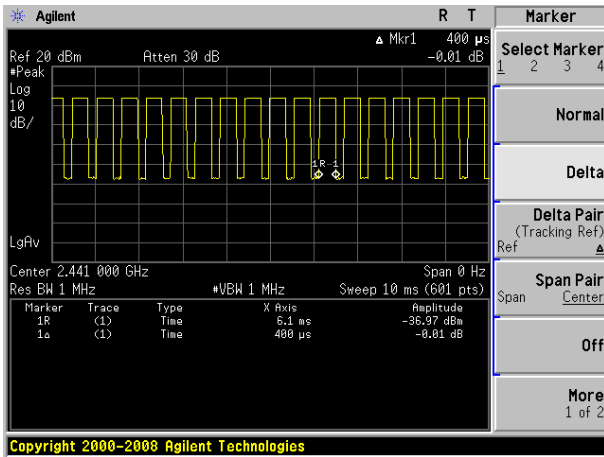 Agilent R T Marker
Δ Mkr1 400 µs
Ref 20 dBm Atten 30 dB -0.01 dB
#Peak
Log
10
dB/
1R 1
LgAv
Center 2.441 000 GHz Span 0 Hz
Res BW 1 MHz #VBW 1 MHz Sweep 10 ms (601 pts)
Marker Trace Type X Axis Amplitude
1R (1) Time 6.1 ms -36.97 dBm
1Δ (1) Time 400 µs -0.01 dB
Select Marker
1 2 3 4
Normal
Delta
Delta Pair
(Tracking Ref)
Ref Δ
Span Pair
Span Center
Off
More
1 of 2
Copyright 2000-2008 Agilent Technologies